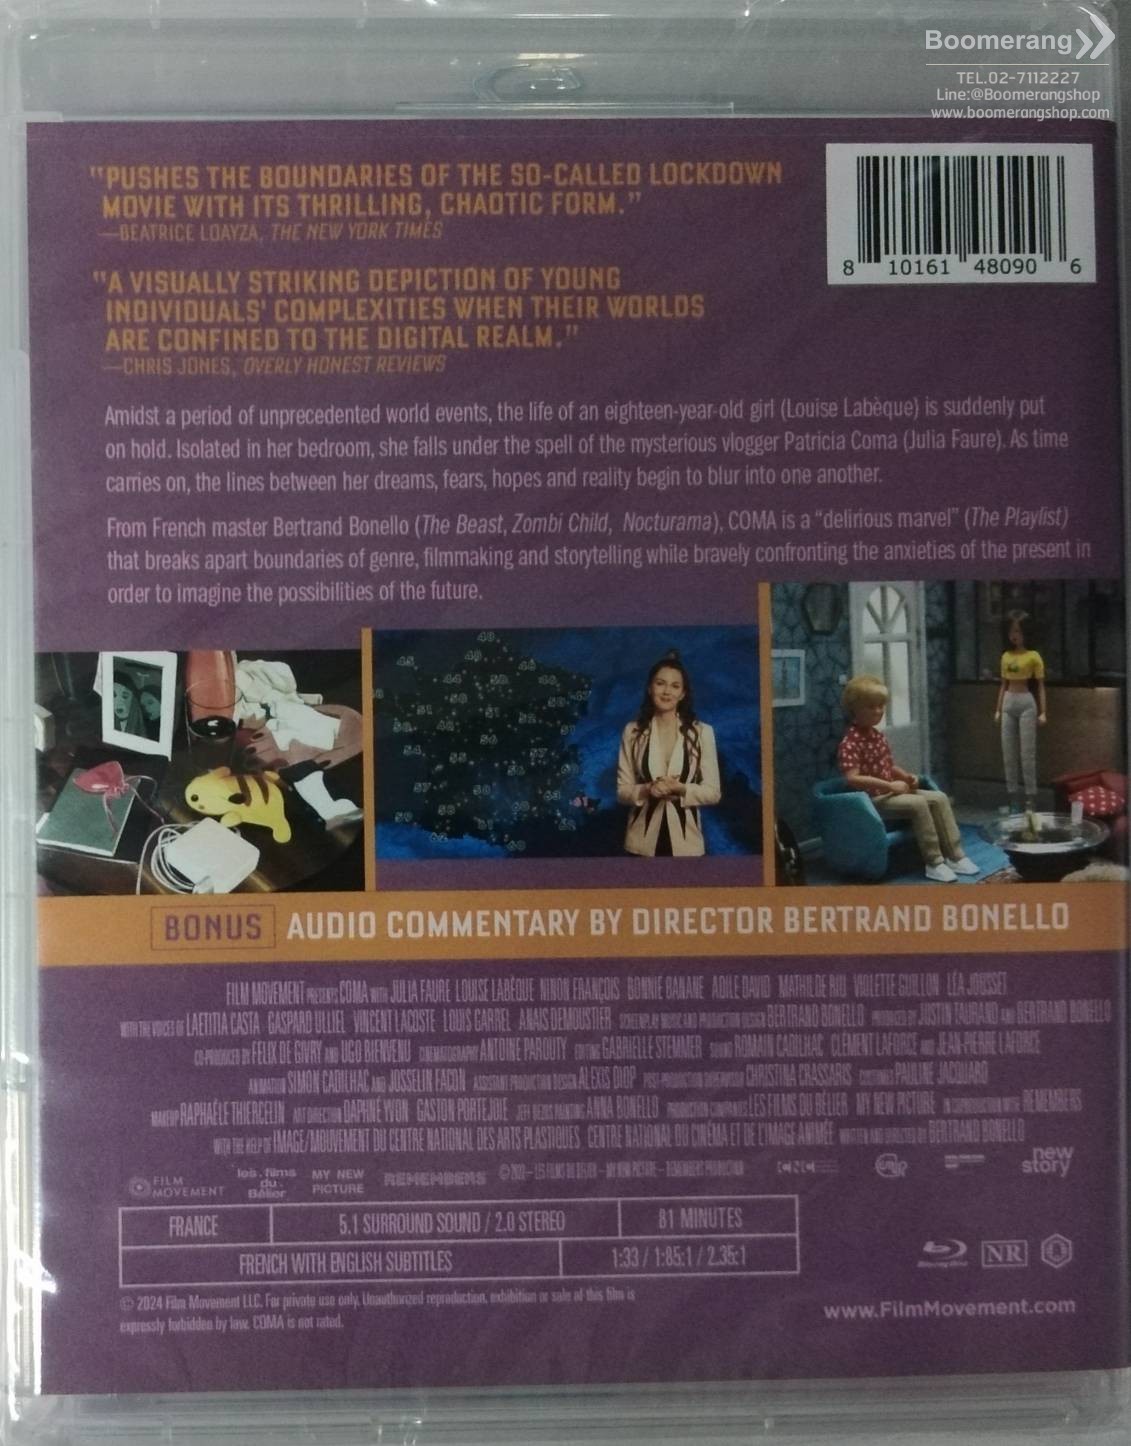 Boomerang
TEL.02-7112227
Line:@Boomerangshop
www.boomerangshop.com
"PUSHES THE BOUNDARIES OF THE SO-CALLED LOCKDOWN
MOVIE WITH ITS THRILLING, CHAOTIC FORM."
—BEATRICE LOAYZA, THE NEW YORK TIMES
8 10161 48090 6
"A VISUALLY STRIKING DEPICTION OF YOUNG
INDIVIDUALS' COMPLEXITIES WHEN THEIR WORLDS
ARE CONFINED TO THE DIGITAL REALM."
—CHRIS JONES, OVERLY HONEST REVIEWS
Amidst a period of unprecedented world events, the life of an eighteen-year-old girl (Louise Labèque) is suddenly put
on hold. Isolated in her bedroom, she falls under the spell of the mysterious vlogger Patricia Coma (Julia Faure). As time
carries on, the lines between her dreams, fears, hopes and reality begin to blur into one another.
From French master Bertrand Bonello (The Beast, Zombi Child, Nocturama), COMA is a "delirious marvel" (The Playlist)
that breaks apart boundaries of genre, filmmaking and storytelling while bravely confronting the anxieties of the present in
order to imagine the possibilities of the future.
BONUS AUDIO COMMENTARY BY DIRECTOR BERTRAND BONELLO
FILM MOVEMENT PRESENTS COMA WITH JULIA FAURE LOUISE LABÈQUE NINON FRANÇOIS BONNIE BANANE ADILE DAVID MATHILDE RIU VIOLETTE GUILLON LÉA JOUSSET
WITH THE VOICES OF LAETITIA CASTA GASPARD ULLIEL VINCENT LACOSTE LOUIS GARREL ANAIS DEMOUSTIER SCREENPLAY MUSIC AND PRODUCTION DESIGN BERTRAND BONELLO PRODUCED BY JUSTIN TAURAND AND BERTRAND BONELLO
CO-PRODUCED BY FELIX DE GIVRY AND UGO BIENVENU CINEMATOGRAPHY ANTOINE PAROUTY EDITING GABRIELLE STEMMER SOUND ROMAIN CADILHAC CLEMENT LAFORCE AND JEAN-PIERRE LAFORCE
ANIMATION SIMON CADILHAC AND JOSSELIN FACON ASSISTANT PRODUCTION DESIGN ALEXIS DIOP POST-PRODUCTION SUPERVISOR CHRISTINA CRASSARIS COSTUMES PAULINE JACQUARD
MAKEUP RAPHAÈLE THIERCELIN ART DIRECTION DAPHNÉ YVON GASTON PORTEJOIE ANNA BONELLO PRODUCTION COMPANIES LES FILMS DU BÉLIER MY NEW PICTURE IN COPRODUCTION WITH REMEMBERS
WITH THE HELP OF IMAGE/MOUVEMENT DU CENTRE NATIONAL DES ARTS PLASTIQUES CENTRE NATIONAL DU CINÉMA ET DE L'IMAGE ANIMÉE WRITTEN AND DIRECTED BY BERTRAND BONELLO
FILM MOVEMENT les films du Bélier MY NEW PICTURE REMEMBERS © 2022 - LES FILMS DU BÉLIER - MY NEW PICTURE - REMEMBERS PRODUCTION CNC new story
FRANCE 5.1 SURROUND SOUND / 2.0 STEREO 81 MINUTES
FRENCH WITH ENGLISH SUBTITLES 1:33 / 1:85:1 / 2.35:1
Blu-ray Disc NR
© 2024 Film Movement LLC. For private use only. Unauthorized reproduction, exhibition or sale of this film is
expressly forbidden by law. COMA is not rated.
www.FilmMovement.com